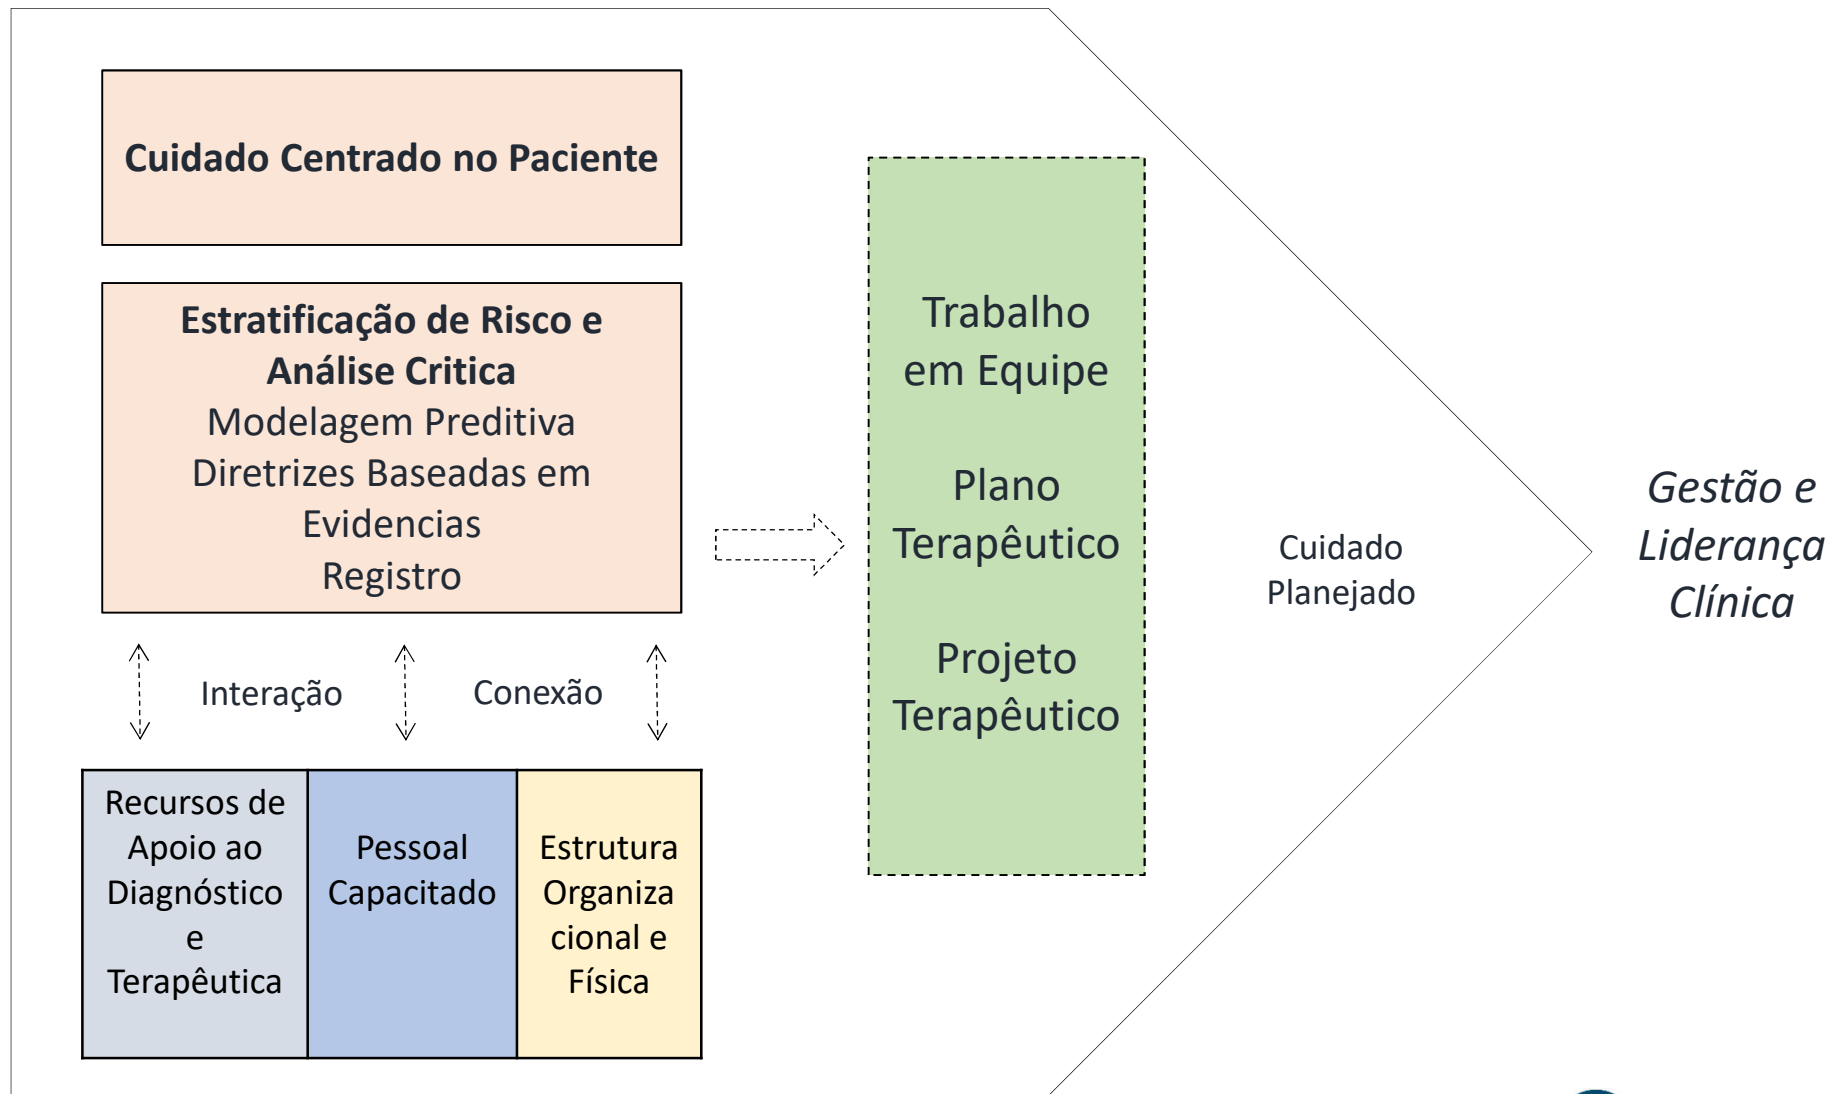 Cuidado Centrado no Paciente
Estratificação de Risco e
Análise Critica
Modelagem Preditiva
Diretrizes Baseadas em
Evidencias
Registro
Interação
Conexão
Recursos de
Apoio ao
Diagnóstico
e
Terapêutica
Pessoal
Capacitado
Estrutura
Organiza
cional e
Física
Trabalho
em Equipe
Plano
Terapêutico
Projeto
Terapêutico
Cuidado
Planejado
Gestão e
Liderança
Clínica